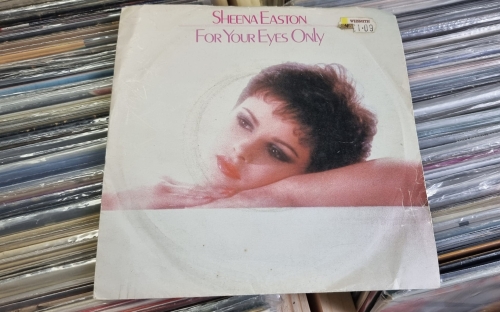 SHEENA EASTON
FOR YOUR EYES ONLY
1·09